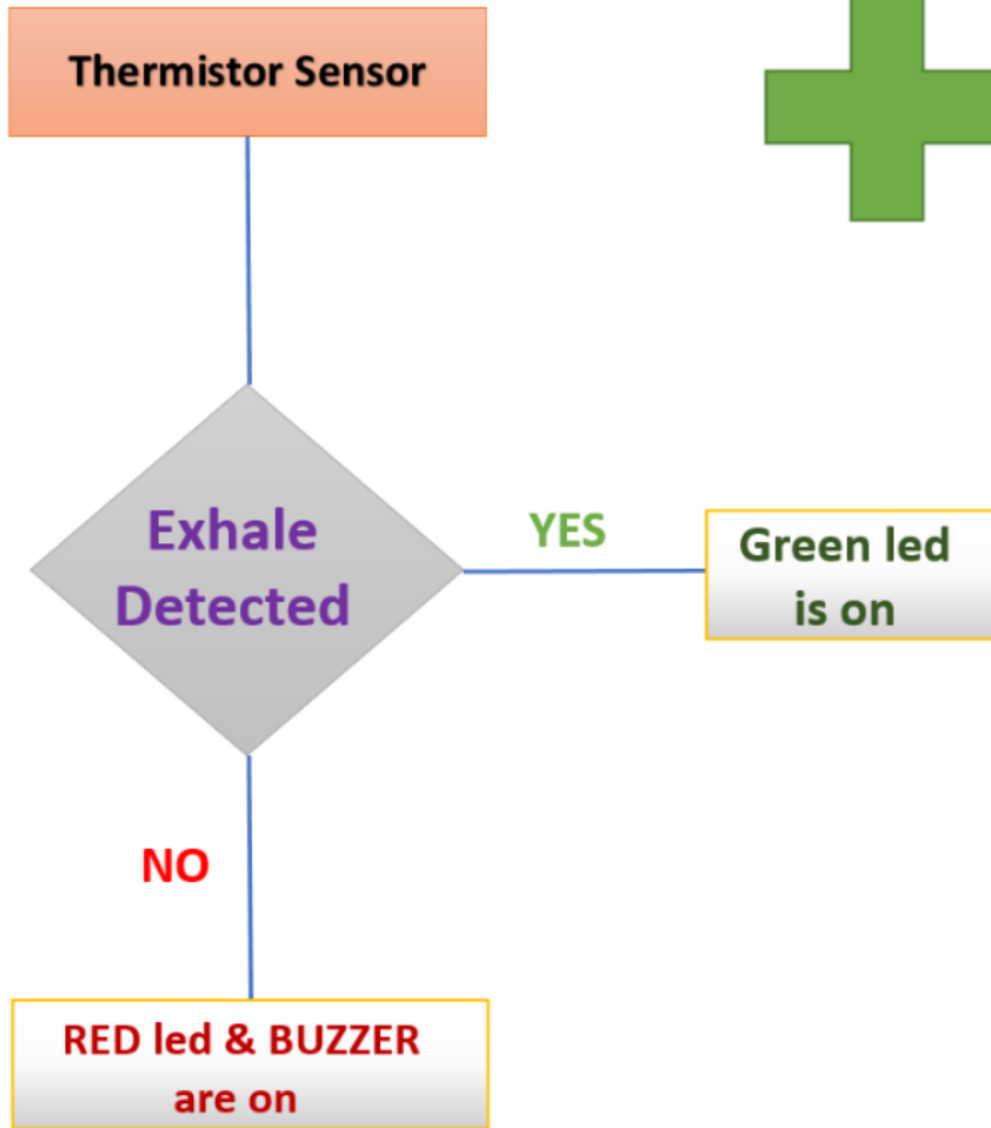 Thermistor Sensor
Exhale
Detected
YES
Green led
is on
NO
RED led & BUZZER
are on